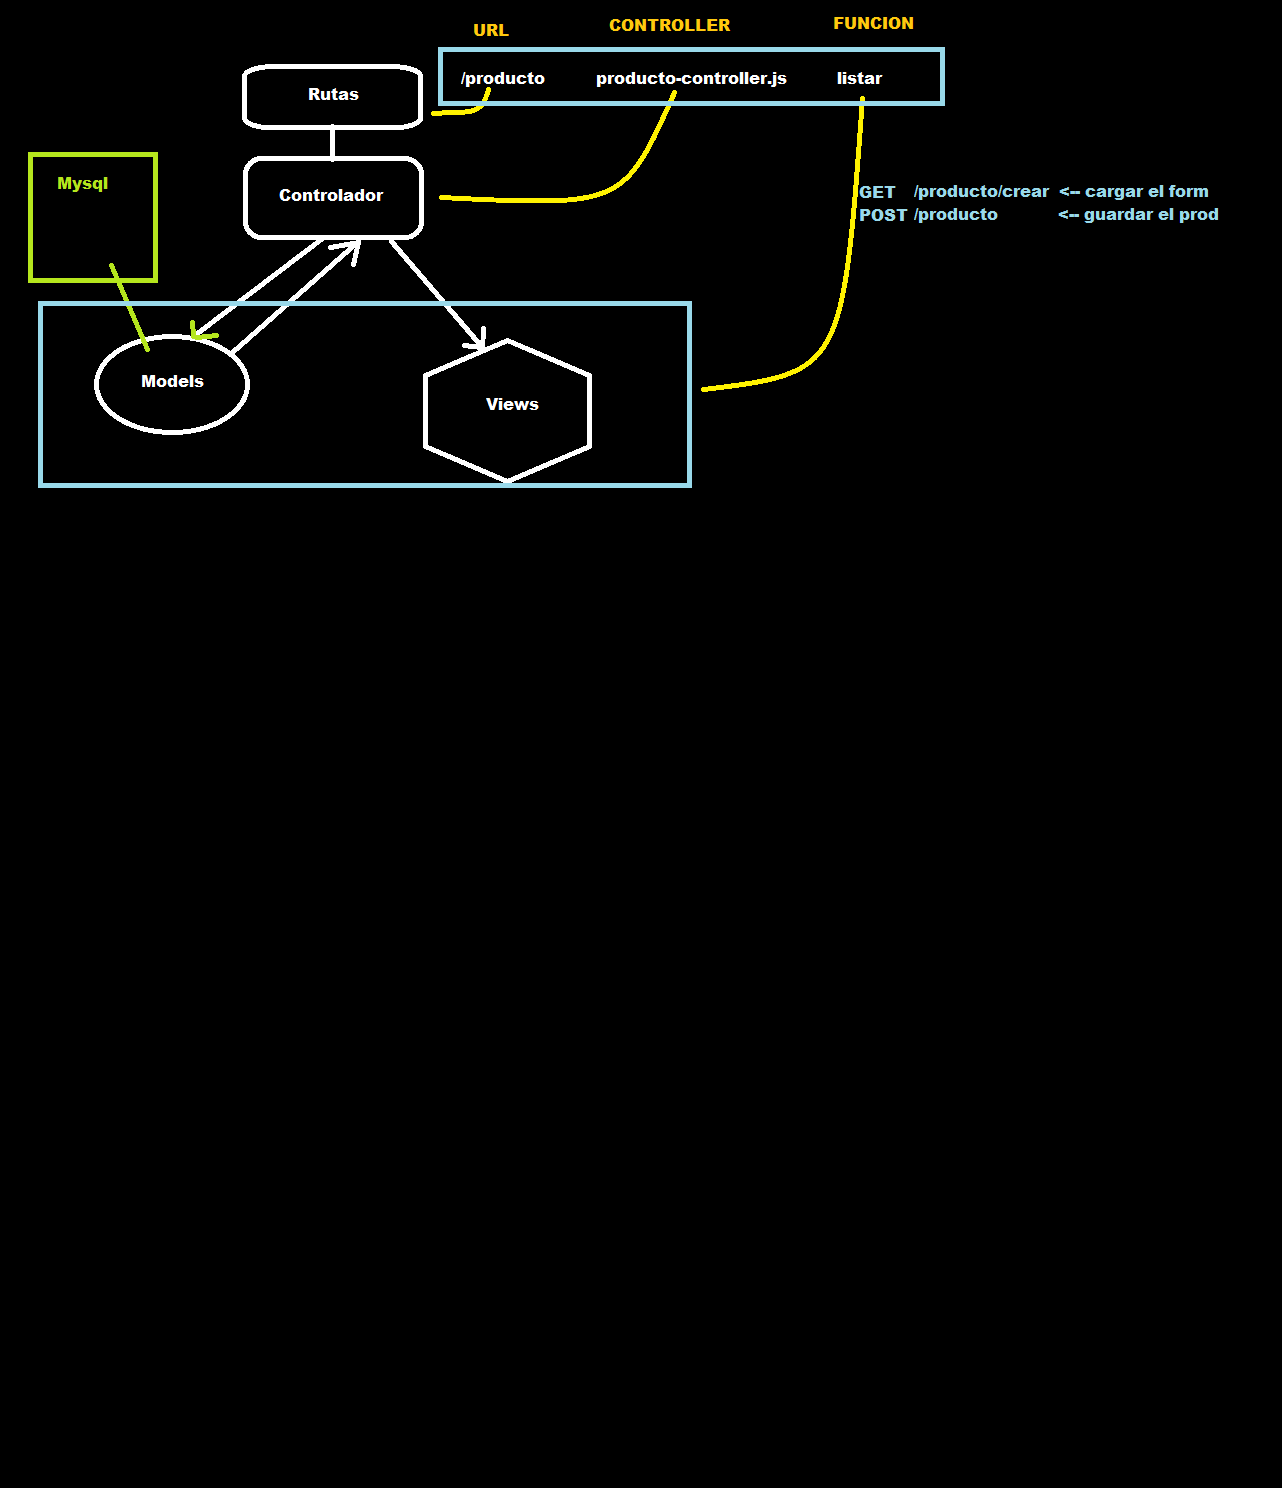 URL CONTROLLER FUNCION
/producto producto-controller.js listar
Rutas
Mysql
Controlador
GET /producto/crear <-- cargar el form
POST /producto <-- guardar el prod
Models
Views